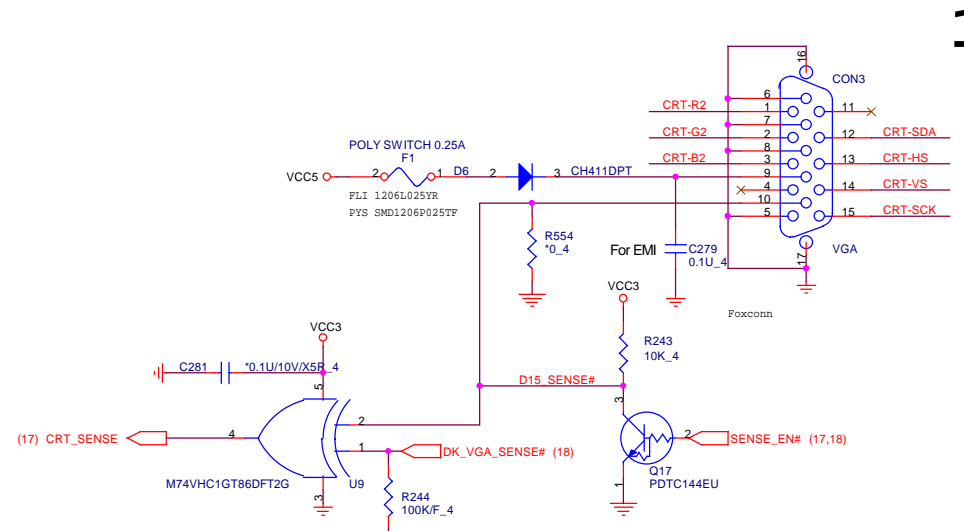 1
16
CON3
6
CRT-R2 1
11
7
CRT-G2 2
12 CRT-SDA
8
POLY SWITCH 0.25A
F1
CRT-B2 3
13 CRT-HS
VCC5 2 1 D6 2 3 CH411DPT
9
FLI 1206L025YR
4
14 CRT-VS
PYS SMD1206P025TF
10
5
15 CRT-SCK
R554
*0_4
For EMI
C279
0.1U_4
17
VGA
VCC3
Foxconn
VCC3
R243
10K_4
C281 *0.1U/10V/X5R_4
5
D15_SENSE#
3
2
(17) CRT_SENSE 4
1
DK_VGA_SENSE# (18)
2 SENSE_EN# (17,18)
Q17
PDTC144EU
1
M74VHC1GT86DFT2G
U9
3
R244
100K/F_4